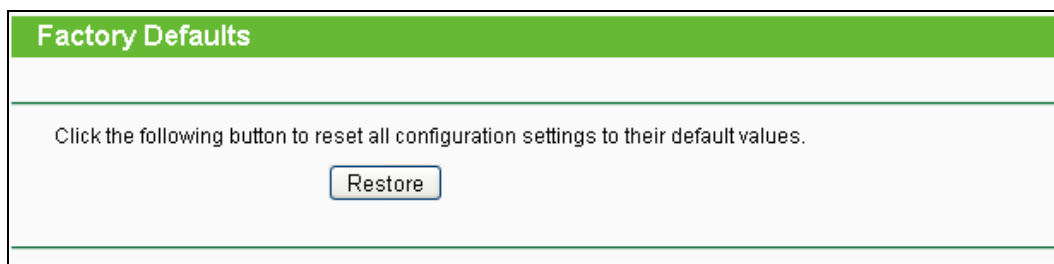 Factory Defaults
Click the following button to reset all configuration settings to their default values.
Restore